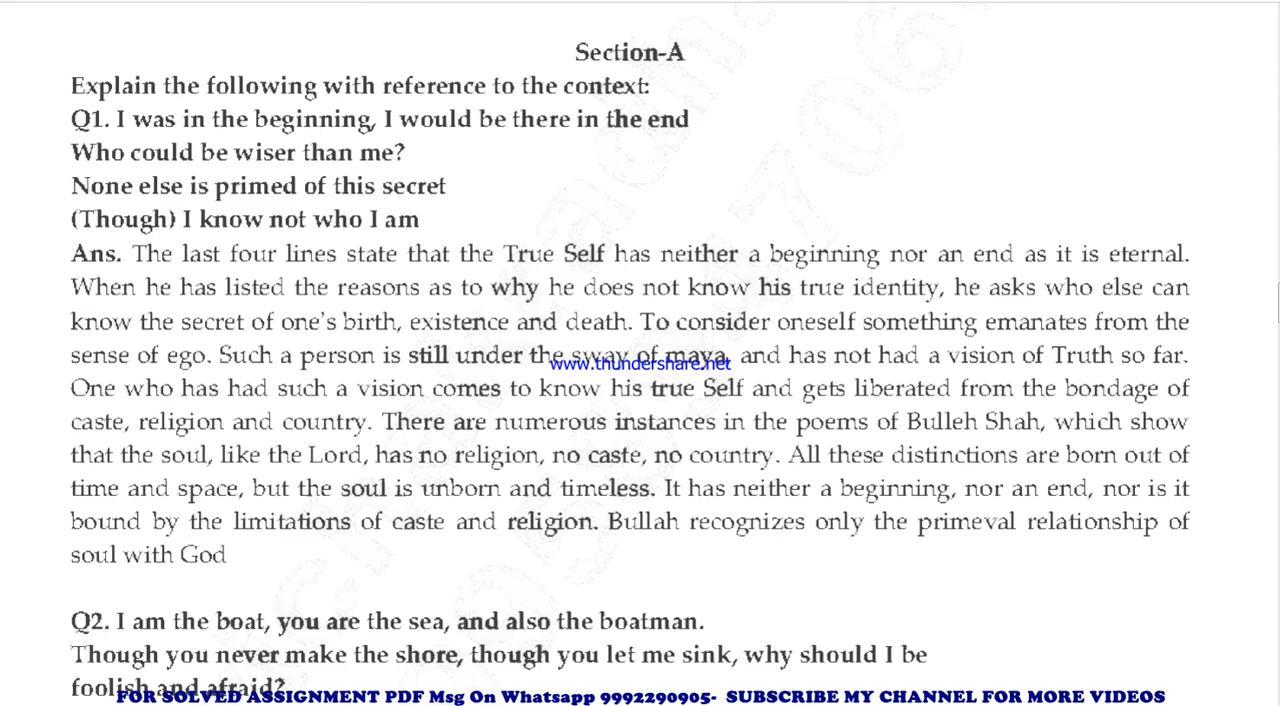 Section-A
Explain the following with reference to the context:
Q1. I was in the beginning, I would be there in the end
Who could be wiser than me?
None else is primed of this secret
(Though) I know not who I am
Ans. The last four lines state that the True Self has neither a beginning nor an end as it is eternal.
When he has listed the reasons as to why he does not know his true identity, he asks who else can
know the secret of one's birth, existence and death. To consider oneself something emanates from the
sense of ego. Such a person is still under the sway of maya, and has not had a vision of Truth so far.
www.thundershare.net
One who has had such a vision comes to know his true Self and gets liberated from the bondage of
caste, religion and country. There are numerous instances in the poems of Bulleh Shah, which show
that the soul, like the Lord, has no religion, no caste, no country. All these distinctions are born out of
time and space, but the soul is unborn and timeless. It has neither a beginning, nor an end, nor is it
bound by the limitations of caste and religion. Bullah recognizes only the primeval relationship of
soul with God
Q2. I am the boat, you are the sea, and also the boatman.
Though you never make the shore, though you let me sink, why should I be
foolish and afraid?
FOR SOLVED ASSIGNMENT PDF Msg On Whatsapp 9992290905- SUBSCRIBE MY CHANNEL FOR MORE VIDEOS